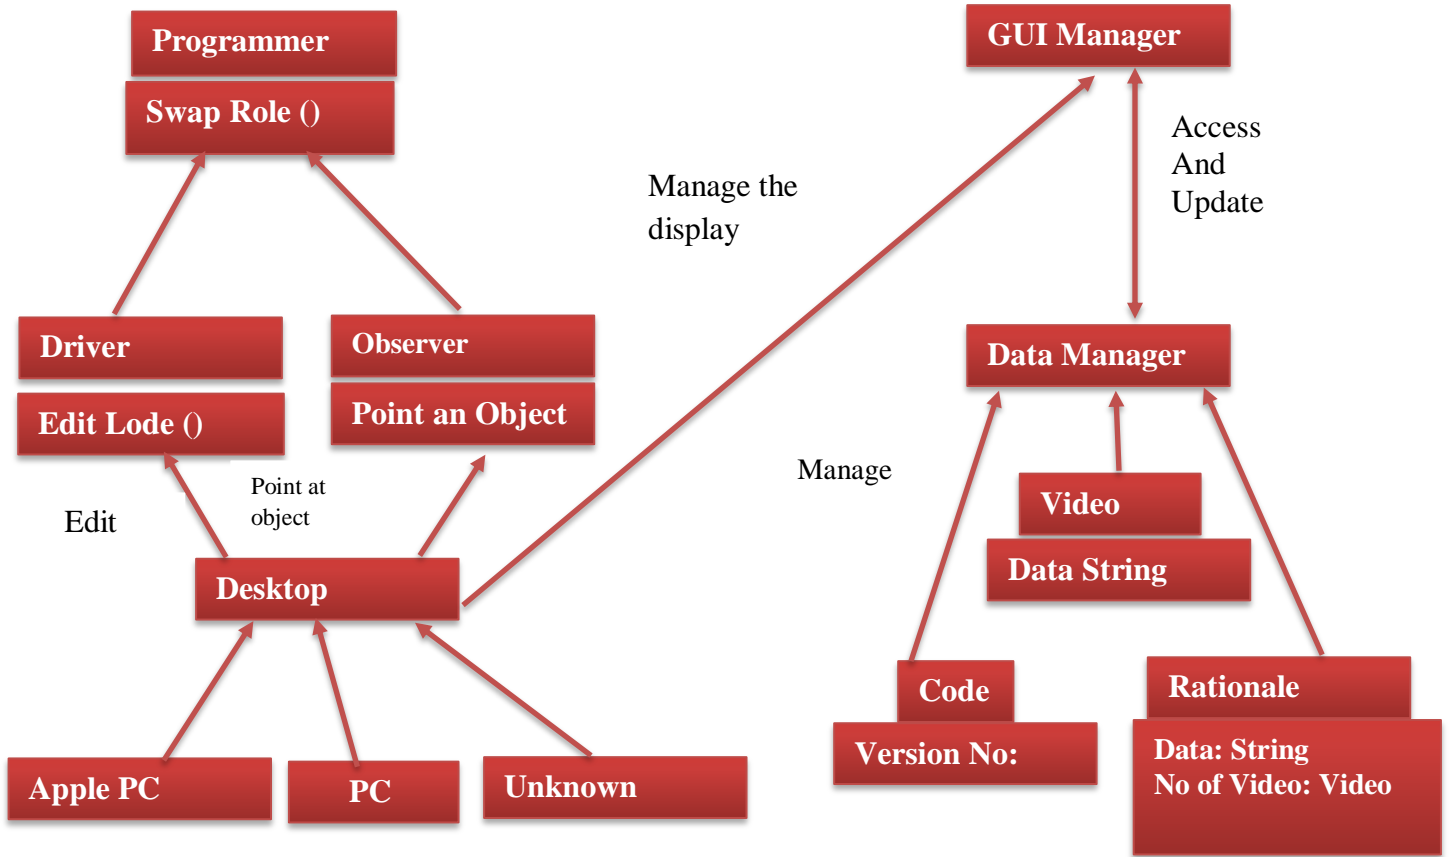 Programmer
Swap Role ()
GUI Manager
Access
And
Update
Manage the
display
Driver
Edit Lode ()
Observer
Point an Object
Data Manager
Manage
Point at
object
Edit
Video
Data String
Desktop
Code
Version No:
Rationale
Data: String
No of Video: Video
Apple PC
PC
Unknown